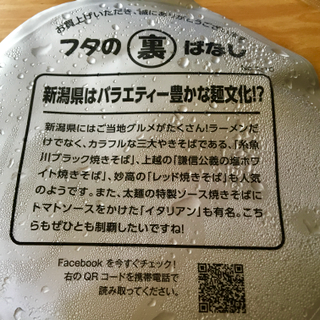 お買上げいただき、誠にありがとうござい
フタの裏はなし
新潟県はバラエティー豊かな麺文化!?
新潟県にはご当地グルメがたくさん!ラーメンだけ
でなく、カラフルな三大やきそばである、「糸魚
川ブラック焼きそば」、上越の「謙信公義の塩ホワ
イト焼きそば」、妙高の「レッド焼きそば」も人気
のようです。また、太麺の特製ソース焼きそばに
トマトソースをかけた「イタリアン」も有名。こち
らもぜひとも制覇したいですね!
Facebook を今すぐチェック!
右のQRコードを携帯電話で
読み取ってください。